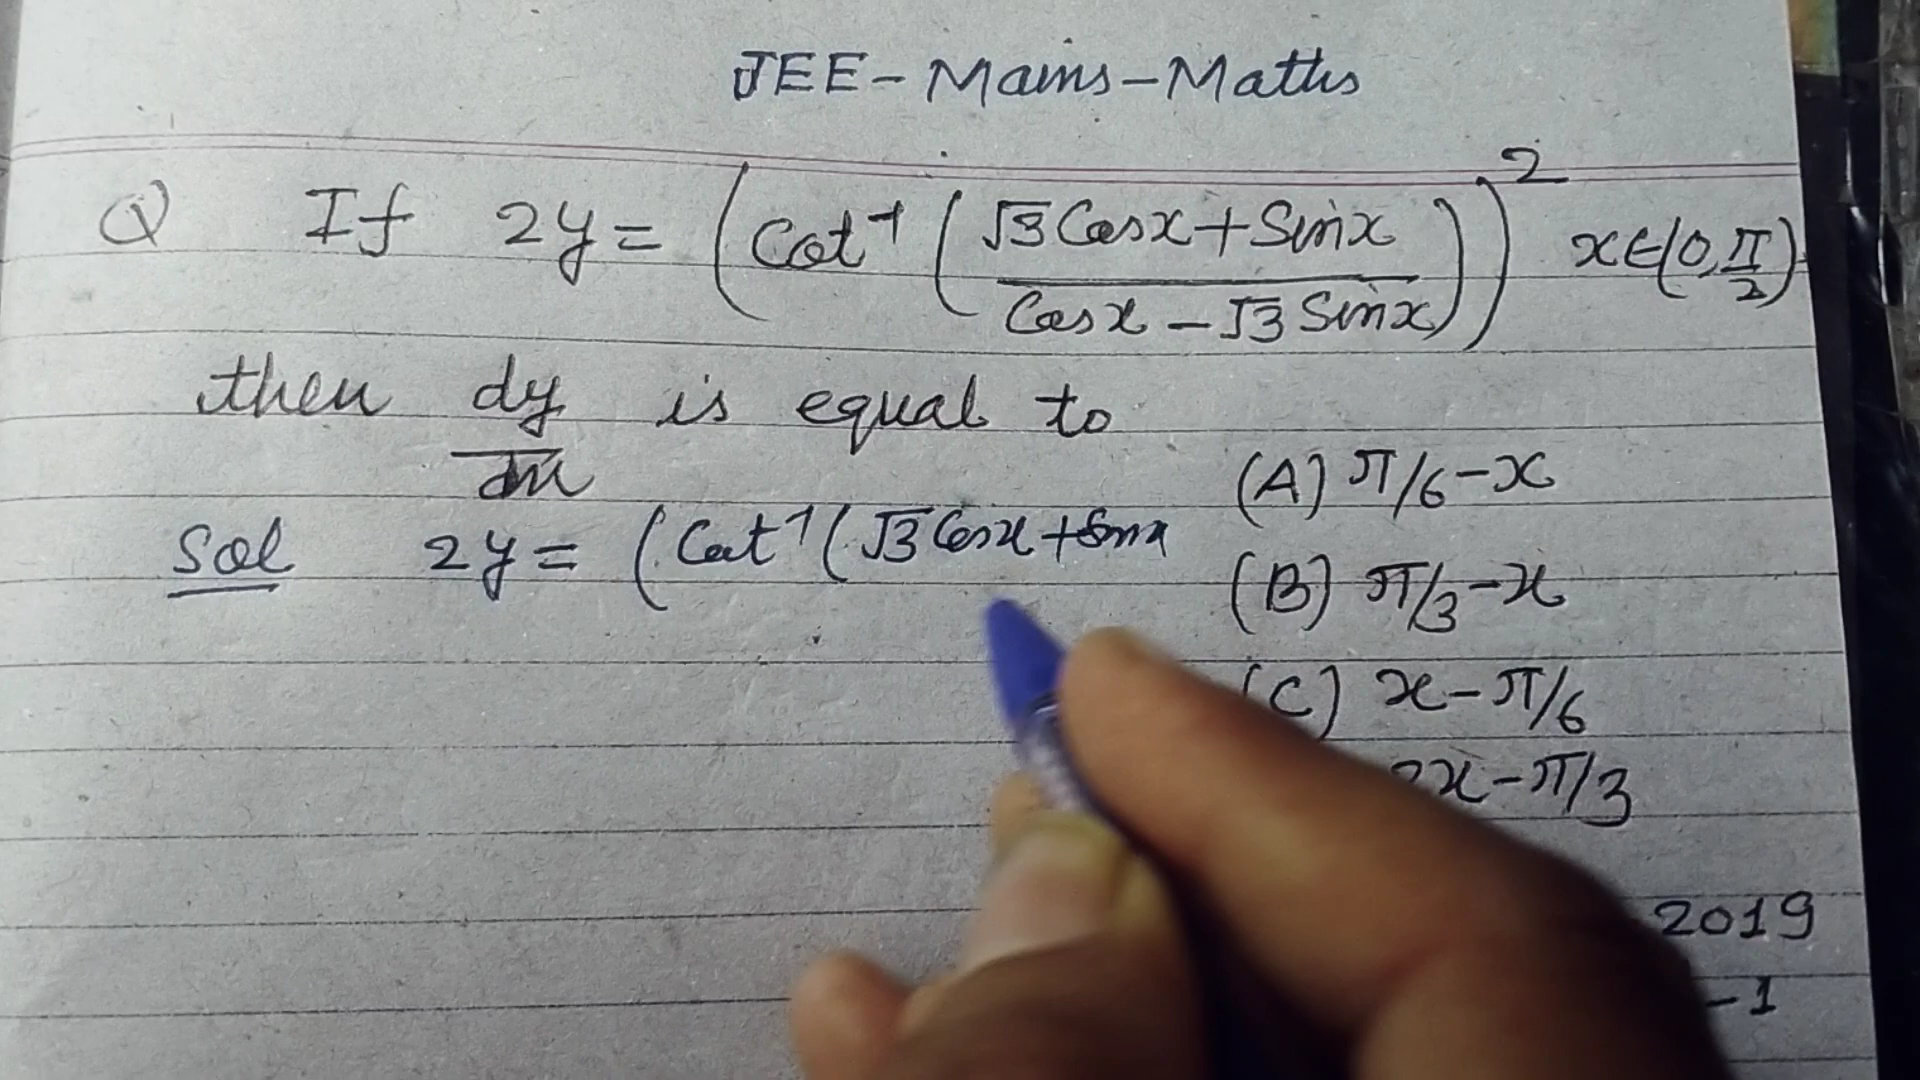 JEE-Mains-Maths
Q If 2y = (Cot⁻¹ (√3 Cosx + Sinx / Cosx - √3 Sinx))² x∈(0, π/2)
then dy/dx is equal to
(A) π/6 - x
Sol 2y = (Cot⁻¹ (√3 Cosx + Sinx
(B) π/3 - x
(C) x - π/6
2x - π/3
2019
-1